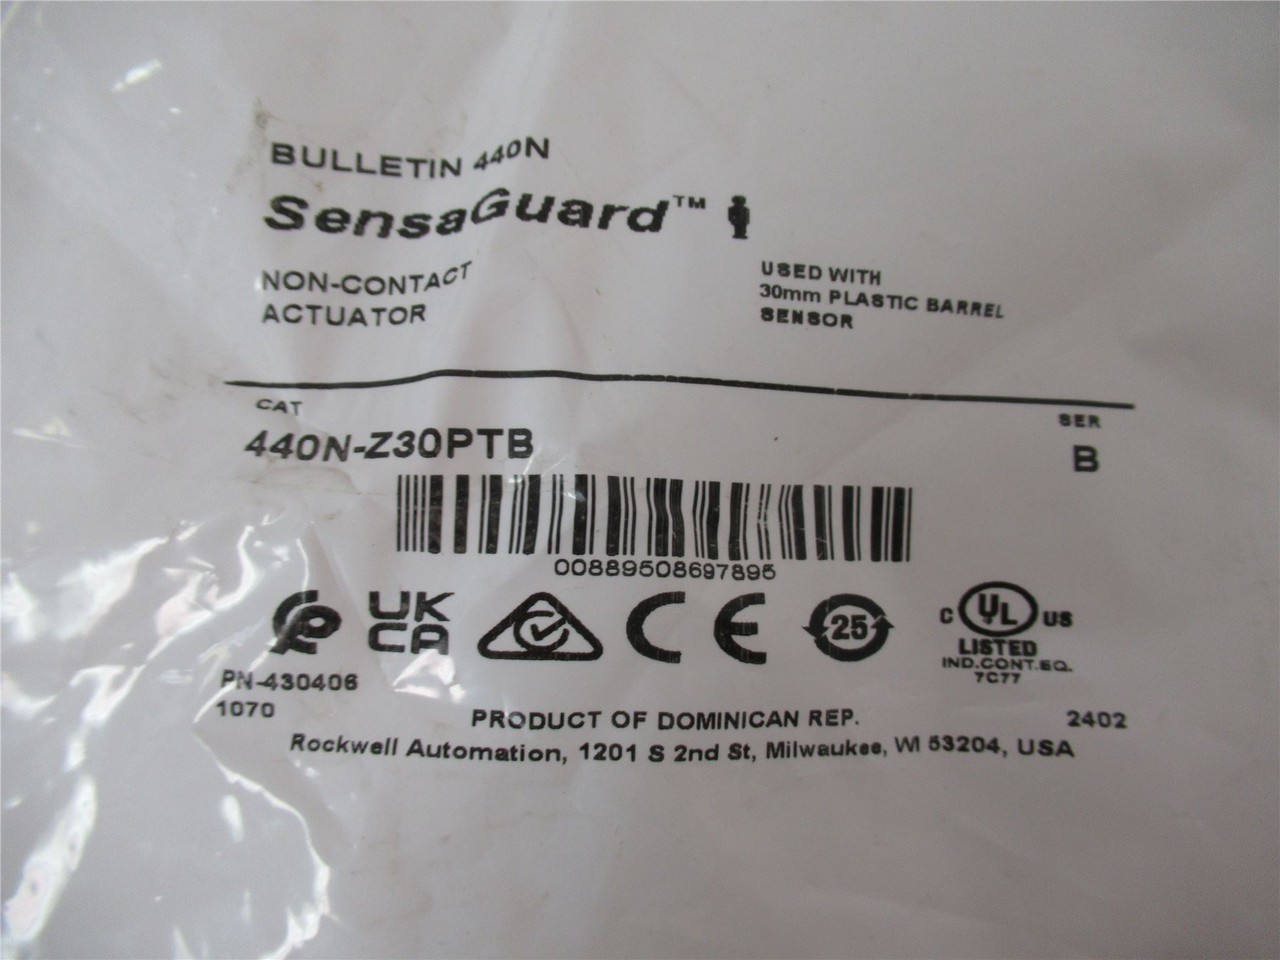 BULLETIN 440N
SensaGuard™
NON-CONTACT
ACTUATOR
USED WITH
30mm PLASTIC BARREL
SENSOR
CAT
440N-Z30PTB
SER
B
00889508697895
UK
CA
CE
25
C UL US
LISTED
IND.CONT.EQ.
7C77
PN-430406
1070
PRODUCT OF DOMINICAN REP.
2402
Rockwell Automation, 1201 S 2nd St, Milwaukee, WI 53204, USA